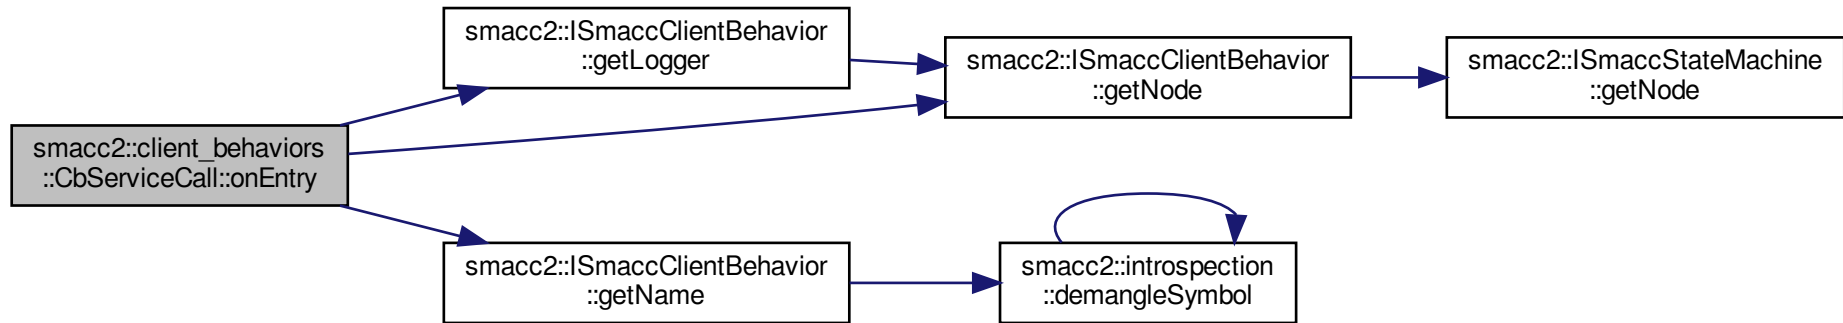 smacc2::ISmaccClientBehavior
::getLogger
smacc2::ISmaccClientBehavior
::getNode
smacc2::ISmaccStateMachine
::getNode
smacc2::client_behaviors
::CbServiceCall::onEntry
smacc2::ISmaccClientBehavior
::getName
smacc2::introspection
::demangleSymbol